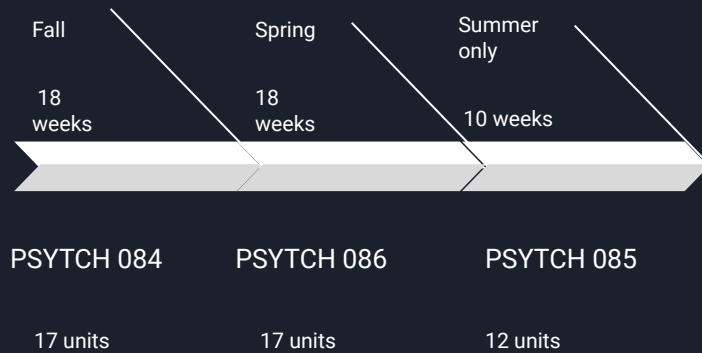 Fall
18
weeks
Spring
18
weeks
Summer
only
10 weeks
PSYTCH 084
PSYTCH 086
PSYTCH 085
17 units
17 units
12 units